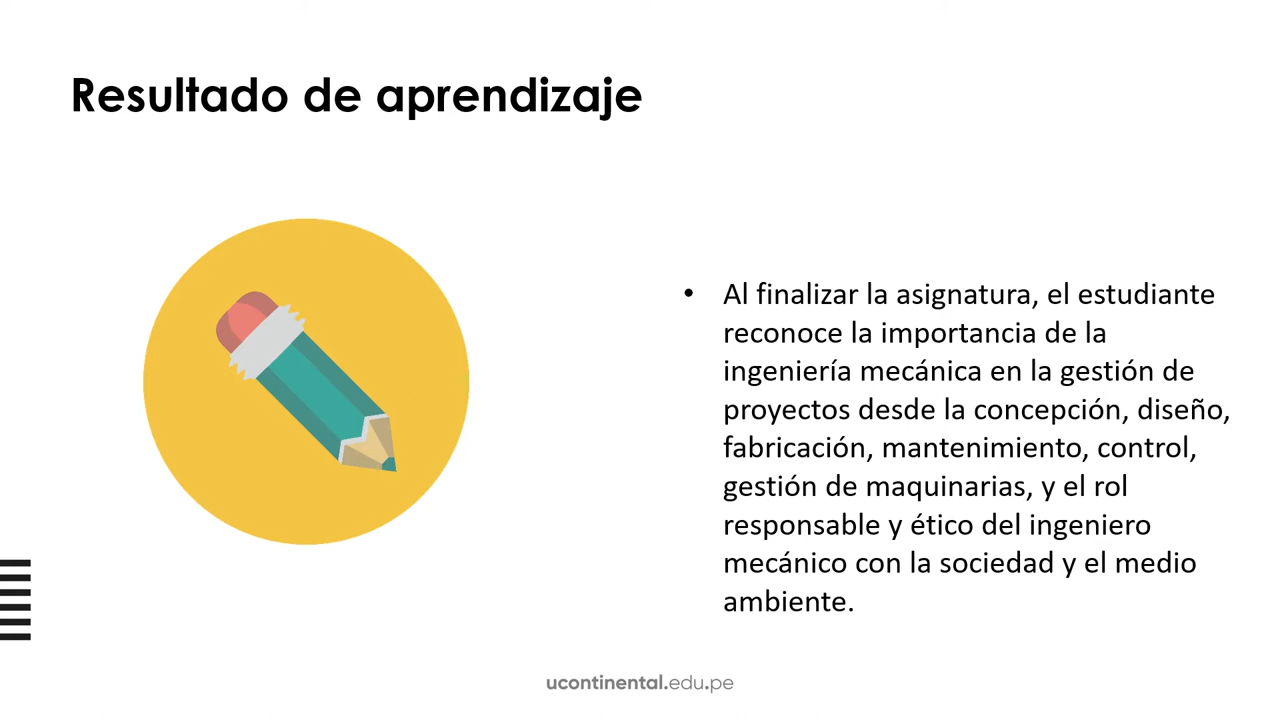 Resultado de aprendizaje
• Al finalizar la asignatura, el estudiante
reconoce la importancia de la
ingeniería mecánica en la gestión de
proyectos desde la concepción, diseño,
fabricación, mantenimiento, control,
gestión de maquinarias, y el rol
responsable y ético del ingeniero
mecánico con la sociedad y el medio
ambiente.
ucontinental.edu.pe